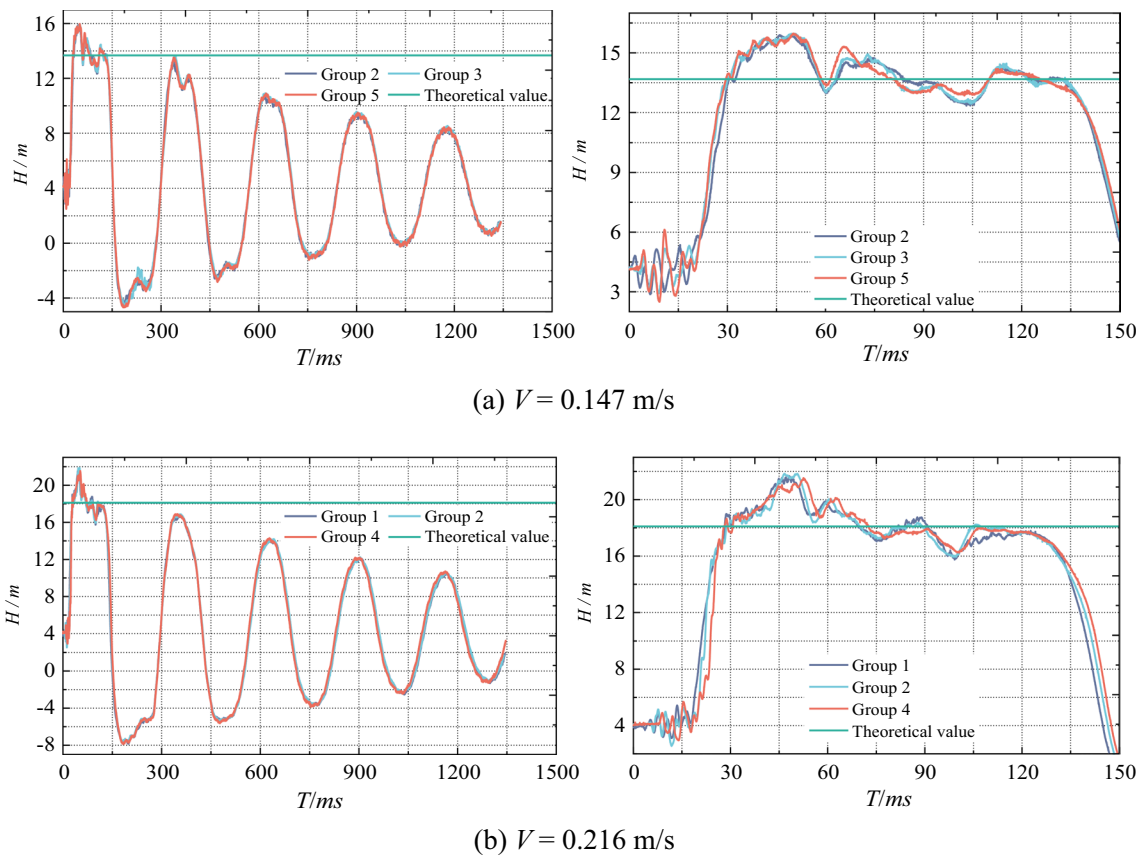 16
12
8
4
0
-4
H / m
Group 2
Group 3
Group 5
Theoretical value
0
300
600
900
1200
1500
T/ms
15
12
9
6
3
H / m
Group 2
Group 3
Group 5
Theoretical value
0
30
60
90
120
150
T/ms
(a) V = 0.147 m/s
20
16
12
8
4
0
-4
-8
H / m
Group 1
Group 2
Group 4
Theoretical value
0
300
600
900
1200
1500
T/ms
20
16
12
8
4
H / m
Group 1
Group 2
Group 4
Theoretical value
0
30
60
90
120
150
T/ms
(b) V = 0.216 m/s